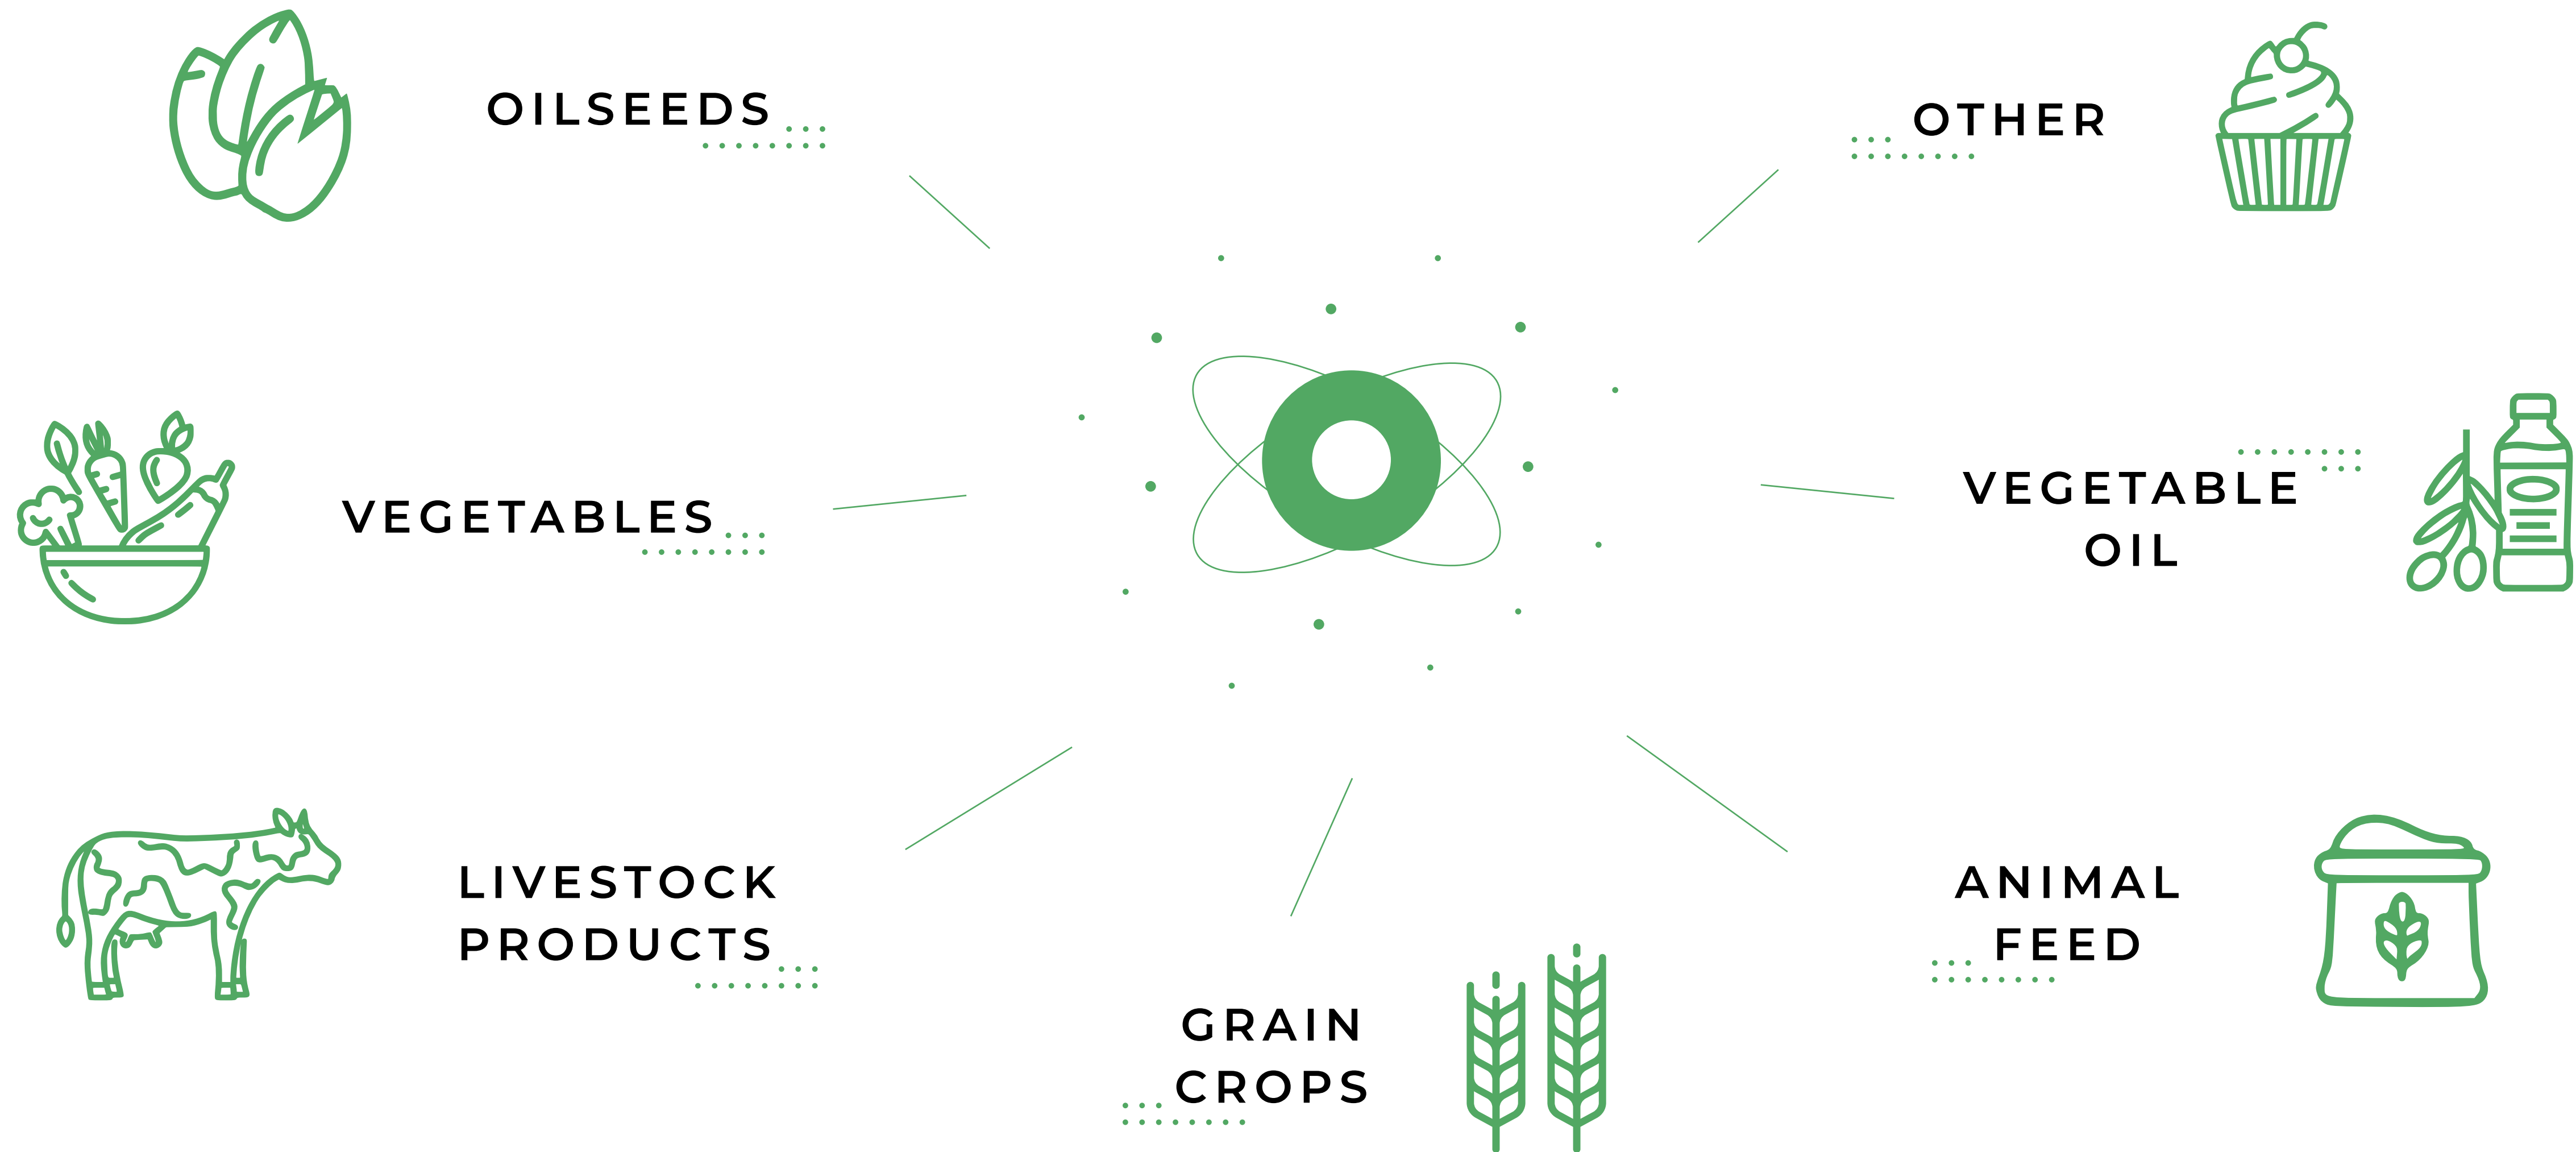 OILSEEDS
OTHER
VEGETABLES
VEGETABLE
OIL
LIVESTOCK
PRODUCTS
ANIMAL
FEED
GRAIN
CROPS